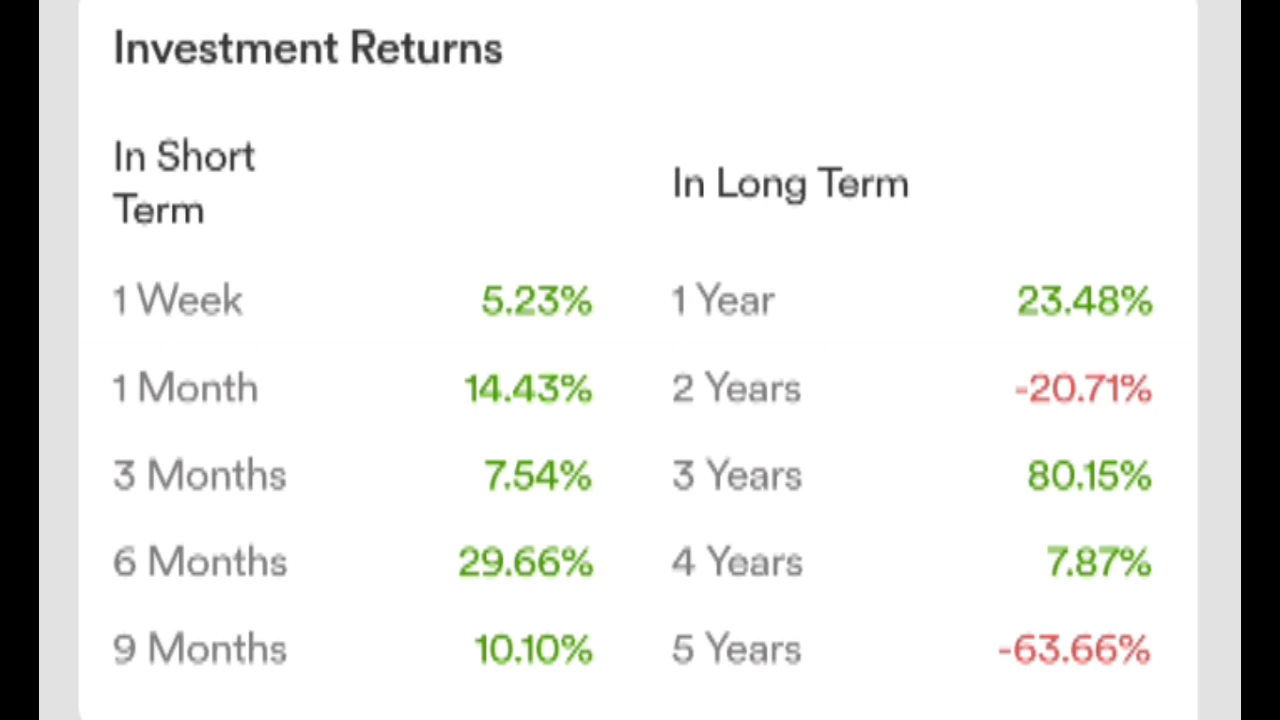 Investment Returns
In Short
Term
In Long Term
1 Week 5.23% 1 Year 23.48%
1 Month 14.43% 2 Years -20.71%
3 Months 7.54% 3 Years 80.15%
6 Months 29.66% 4 Years 7.87%
9 Months 10.10% 5 Years -63.66%